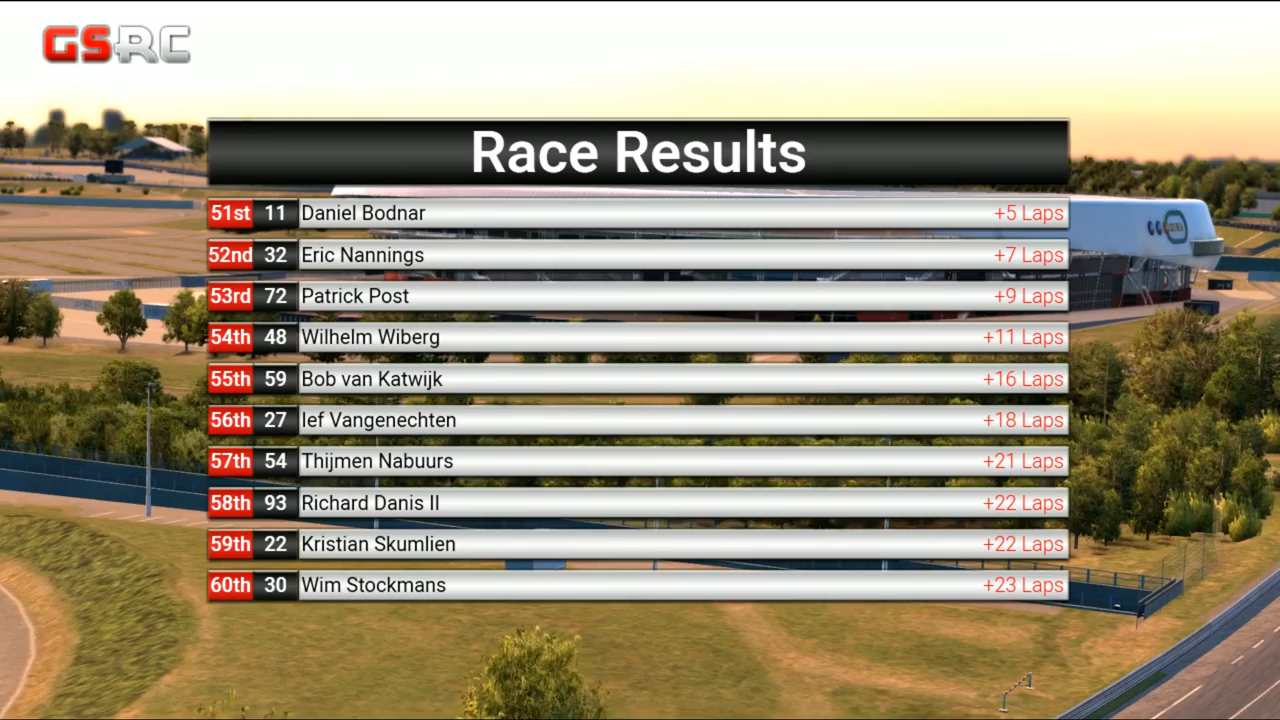 GSRC
Race Results
51st 11 Daniel Bodnar +5 Laps
52nd 32 Eric Nannings +7 Laps
53rd 72 Patrick Post +9 Laps
54th 48 Wilhelm Wiberg +11 Laps
55th 59 Bob van Katwijk +16 Laps
56th 27 Ief Vangenechten +18 Laps
57th 54 Thijmen Nabuurs +21 Laps
58th 93 Richard Danis II +22 Laps
59th 22 Kristian Skumlien +22 Laps
60th 30 Wim Stockmans +23 Laps